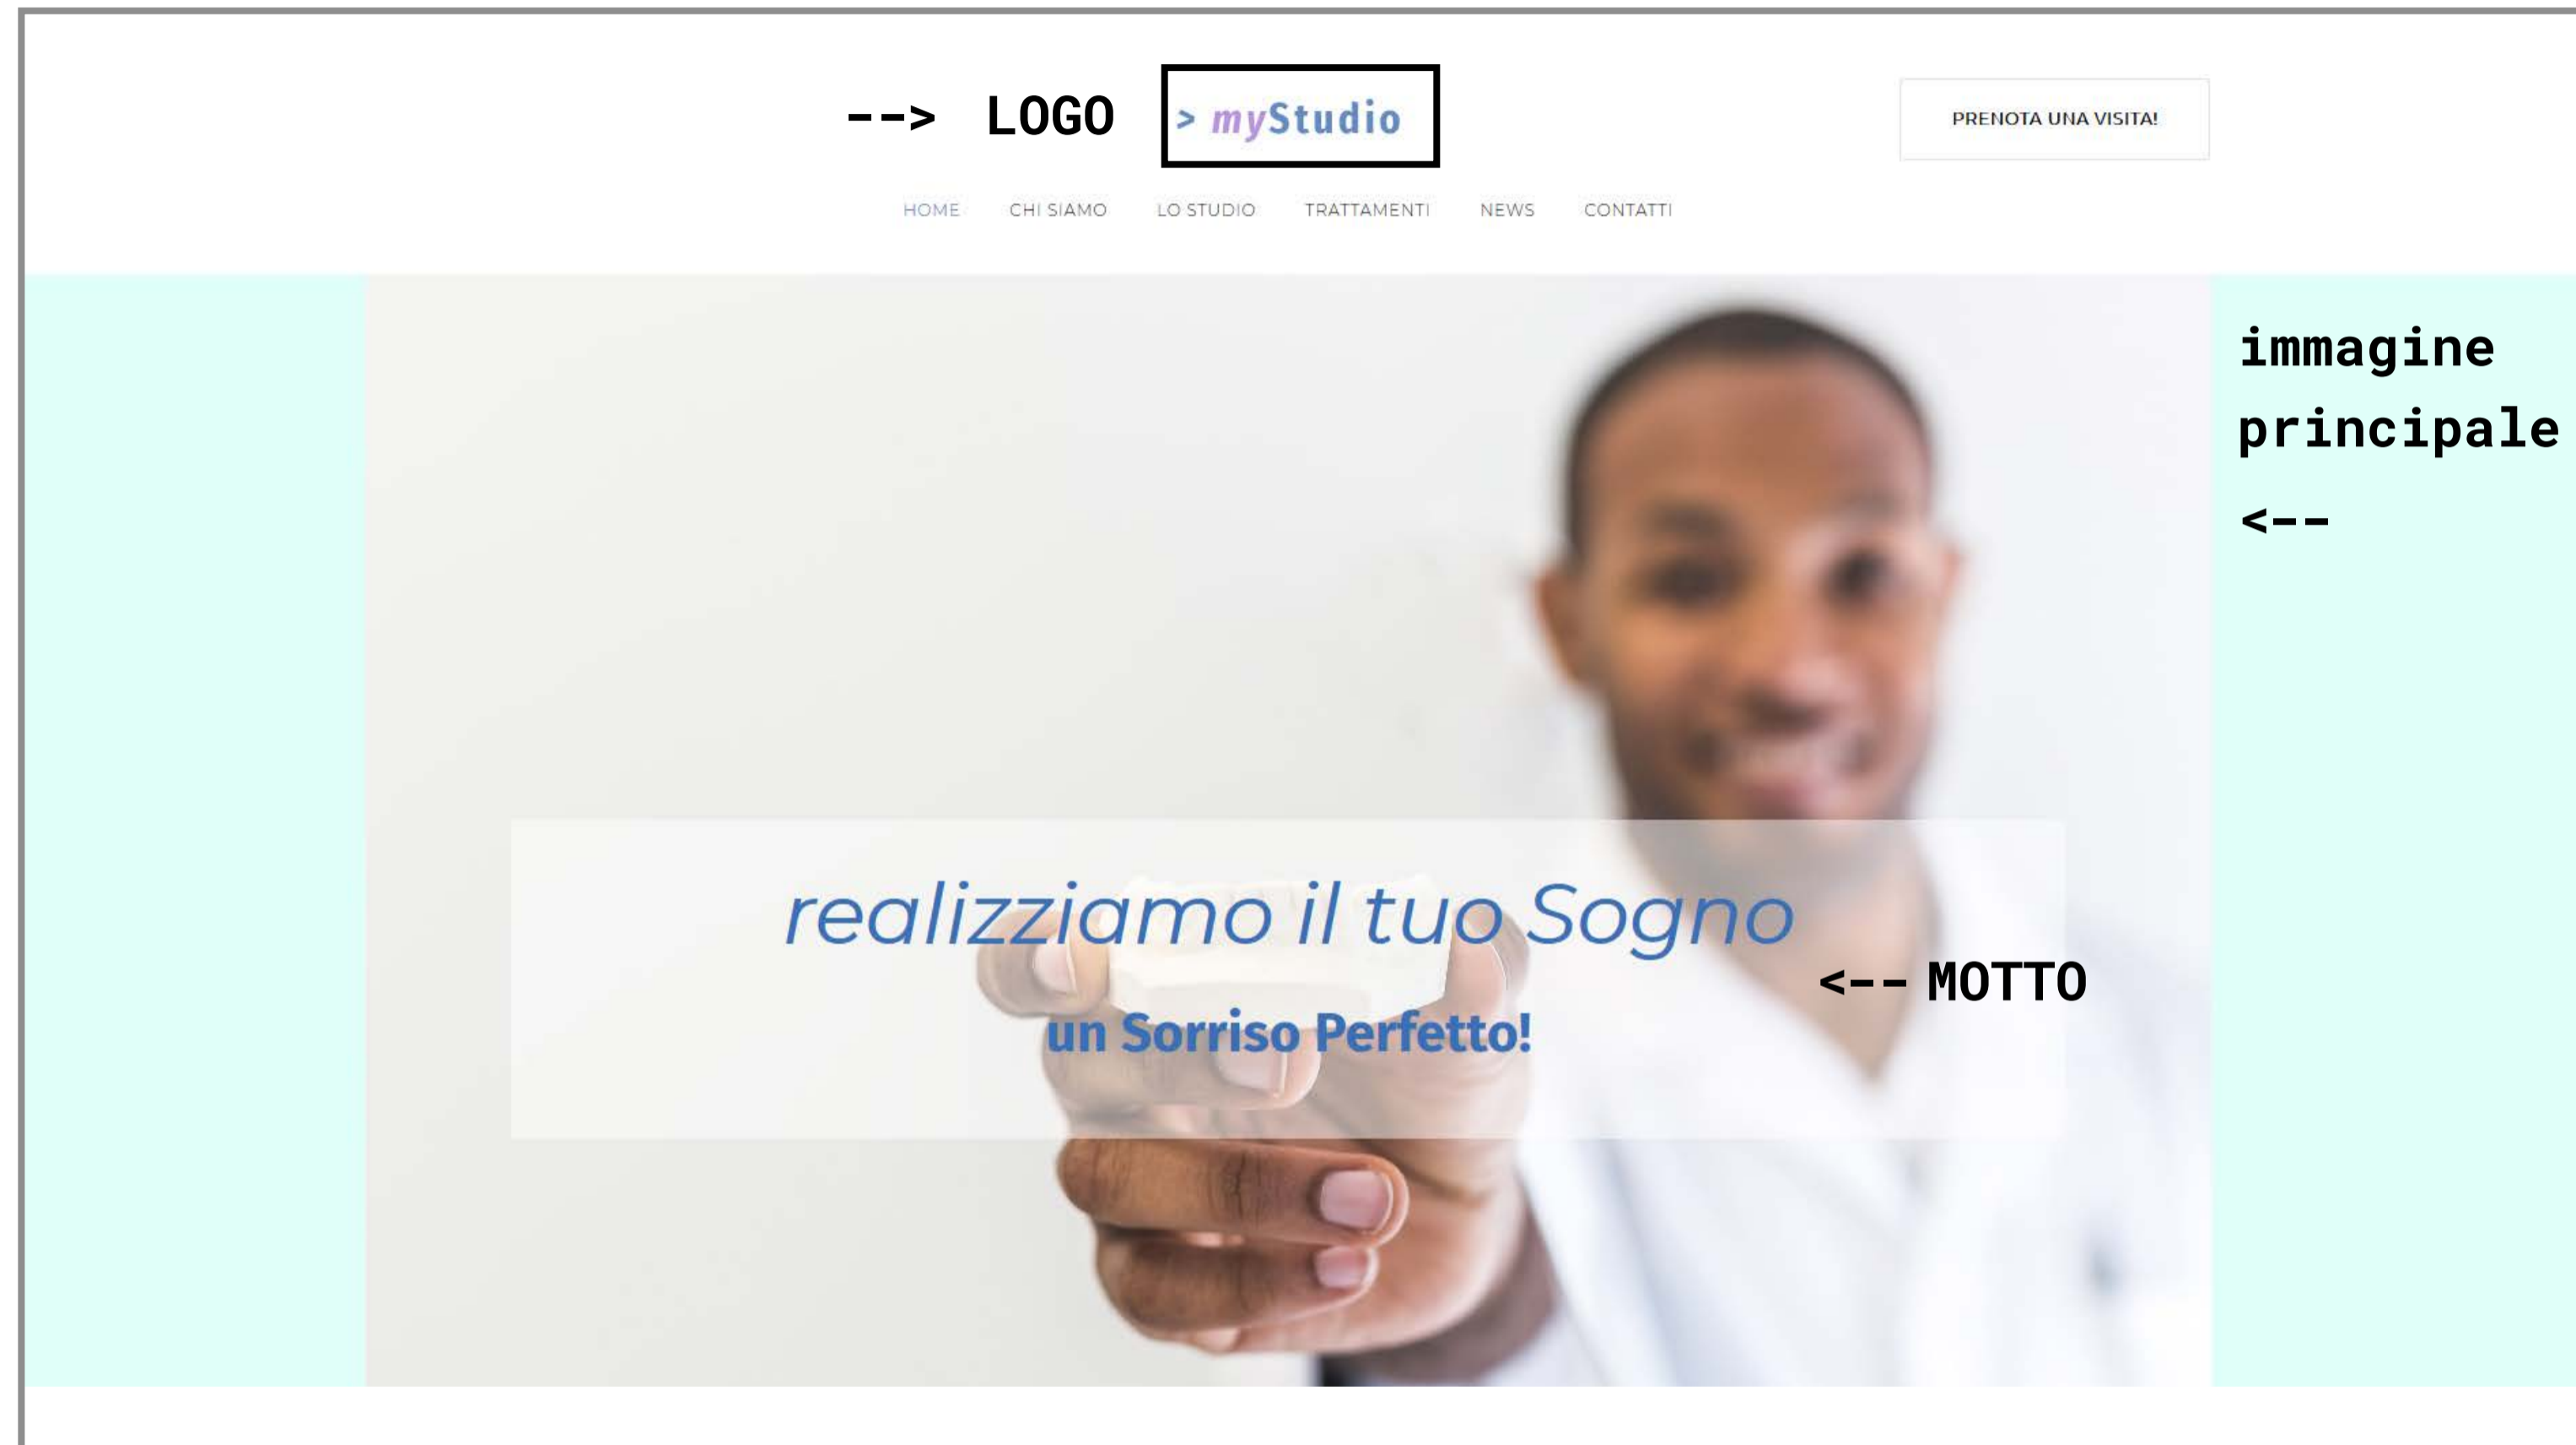 --> LOGO > myStudio
PRENOTA UNA VISITA!
HOME CHI SIAMO LO STUDIO TRATTAMENTI NEWS CONTATTI
immagine
principale
<--
realizziamo il tuo Sogno
<-- MOTTO
un Sorriso Perfetto!